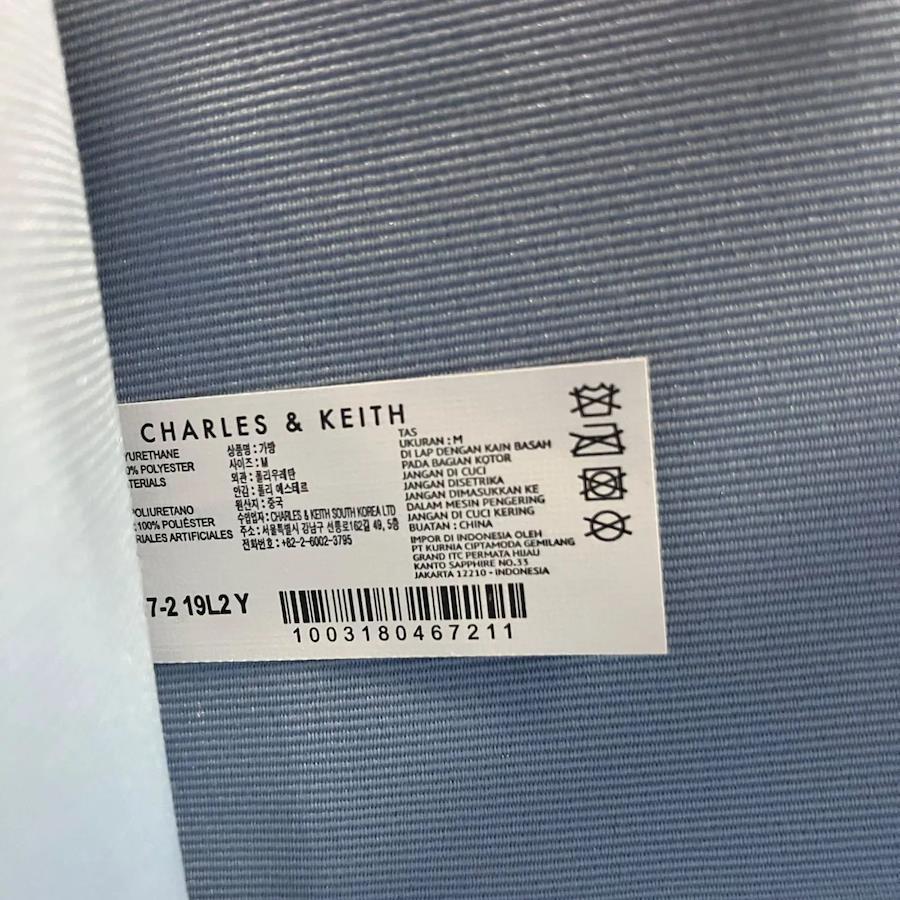 CHARLES & KEITH
YURETHANE
0% POLYESTER
TERIALS
POLIURETANO
:100% POLIÉSTER
RIALES ARTIFICIALES
상품명 : 가방
사이즈 : M
외관 : 폴리우레탄
안감 : 폴리 에스테르
원산지 : 중국
수입업자 : CHARLES & KEITH SOUTH KOREA LTD
주소 : 서울특별시 강남구 선릉로162길 49, 5층
전화번호 : +82-2-6002-3795
TAS
UKURAN : M
DI LAP DENGAN KAIN BASAH
PADA BAGIAN KOTOR
JANGAN DI CUCI
JANGAN DISETRIKA
JANGAN DIMASUKKAN KE
DALAM MESIN PENGERING
JANGAN DI CUCI KERING
BUATAN : CHINA
IMPOR DI INDONESIA OLEH
PT KURNIA CIPTAMODA GEMILANG
GRAND ITC PERMATA HIJAU
KANTO SAPPHIRE NO.33
JAKARTA 12210 - INDONESIA
7-2 19L2 Y
1003180467211